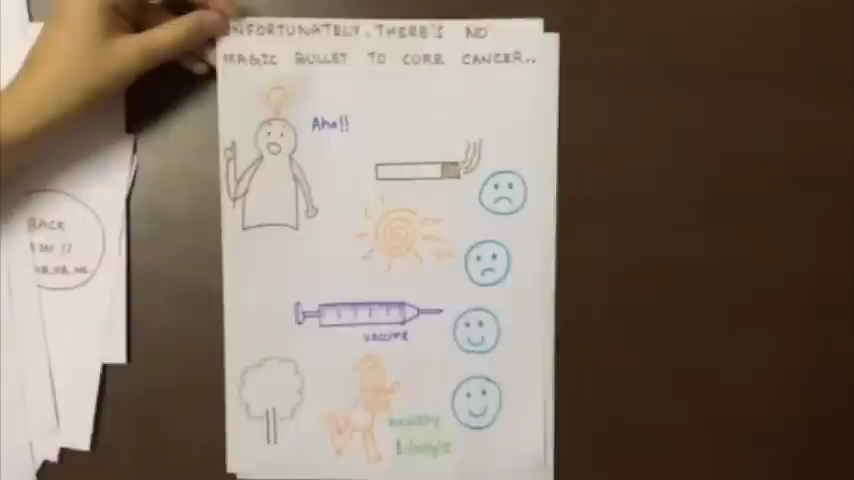 UNFORTUNATELY, THERE'S NO
MAGIC BULLET TO CURE CANCER..
Aha!!
VACCINE
Healthy
Lifestyle
BACK